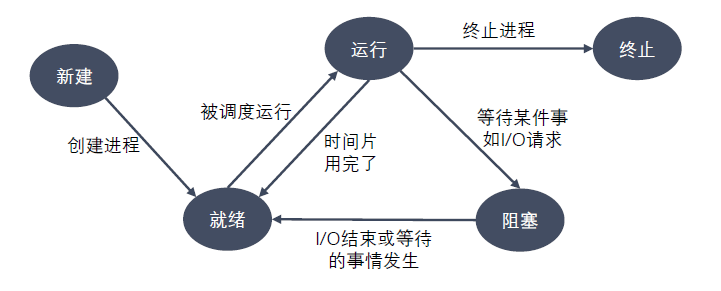 终止进程
运行
终止
新建
被调度运行
等待某件事
如I/O请求
创建进程
时间片
用完了
就绪
阻塞
I/O结束或等待
的事情发生